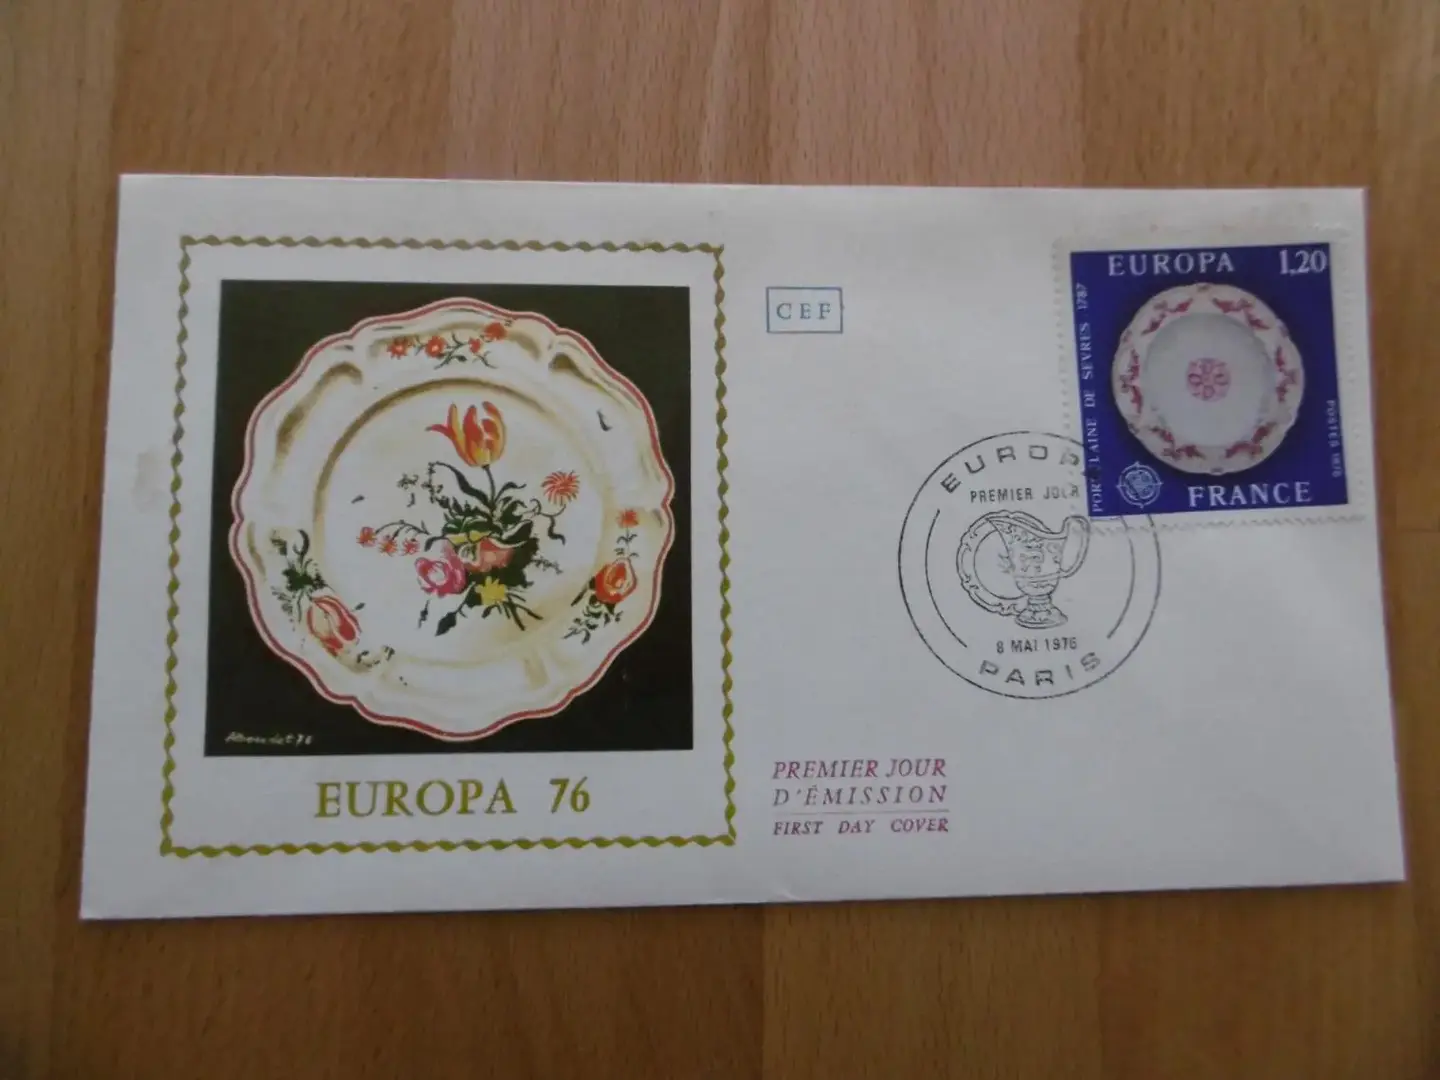 EUROPA 76
CEF
EUROPA 1.20
PORCELAINE DE SEVRES 1787
POSTES 1976
FRANCE
EUROPA
PREMIER JOUR
8 MAI 1976
PARIS
PREMIER JOUR
D'ÉMISSION
FIRST DAY COVER